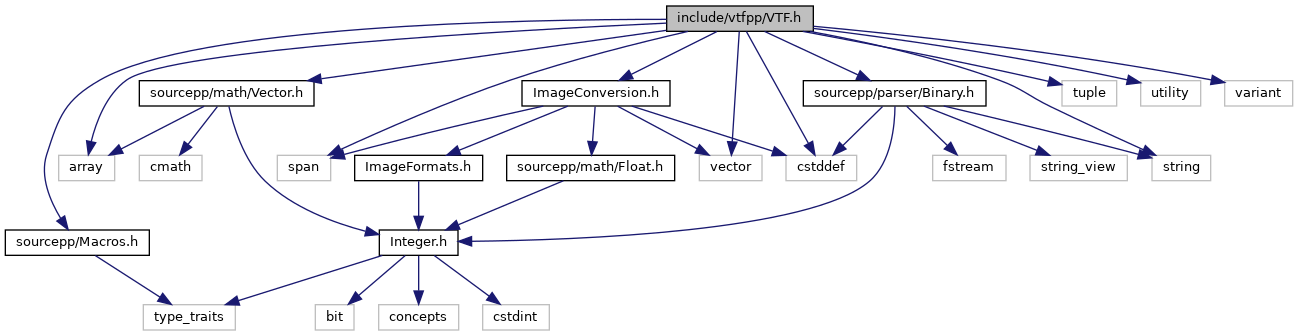 include/vtfpp/VTF.h
sourcepp/math/Vector.h
ImageConversion.h
sourcepp/parser/Binary.h
tuple
utility
variant
array
cmath
span
ImageFormats.h
sourcepp/math/Float.h
vector
cstddef
fstream
string_view
string
sourcepp/Macros.h
Integer.h
type_traits
bit
concepts
cstdint